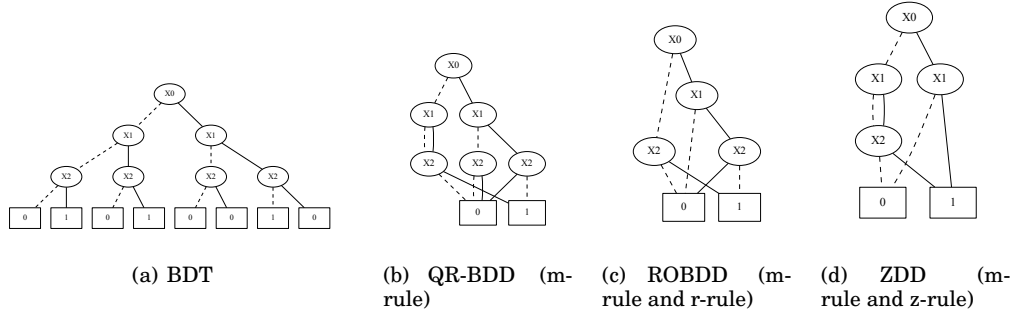 X0
X1 X1
X2 X2 X2 X2
0 1 0 1 0 0 1 0
(a) BDT
X0
X1 X1
X2 X2 X2
0 1
(b) QR-BDD (m-
rule)
X0
X1
X2 X2
0 1
(c) ROBDD (m-
rule and r-rule)
X0
X1 X1
X2
0 1
(d) ZDD (m-
rule and z-rule)